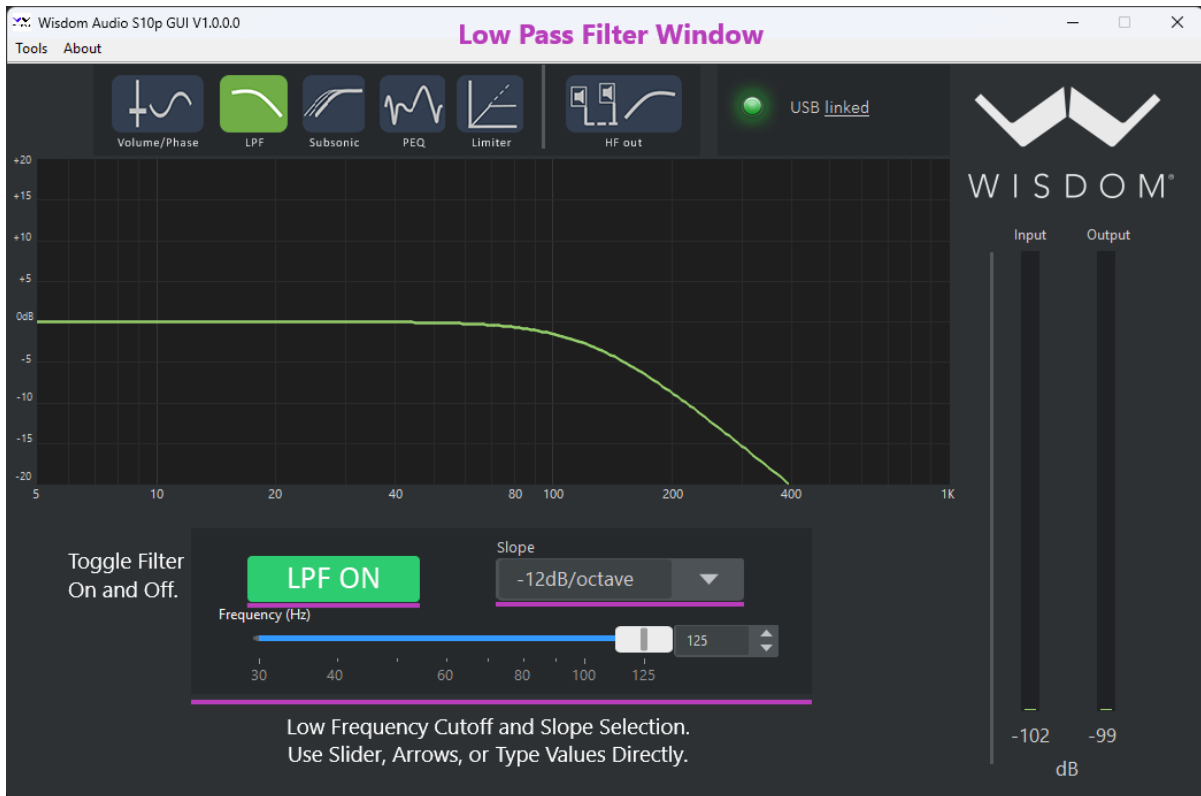 Wisdom Audio S10p GUI V1.0.0.0
Low Pass Filter Window
Tools About
Volume/Phase LPF Subsonic PEQ Limiter HF out
USB linked
WISDOM®
+20
+15
+10
+5
0dB
-5
-10
-15
-20
5 10 20 40 80 100 200 400 1K
Input Output
Toggle Filter
On and Off.
LPF ON
Slope
-12dB/octave
Frequency (Hz)
125
30 40 60 80 100 125
Low Frequency Cutoff and Slope Selection.
Use Slider, Arrows, or Type Values Directly.
-102 -99
dB